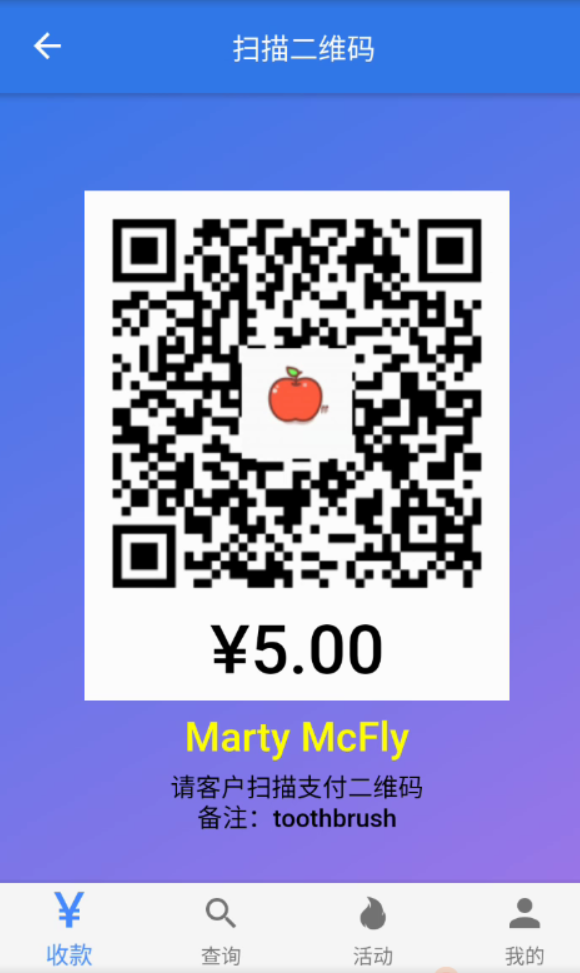 扫描二维码
¥5.00
Marty McFly
请客户扫描支付二维码
备注：toothbrush
¥
收款
查询
活动
我的